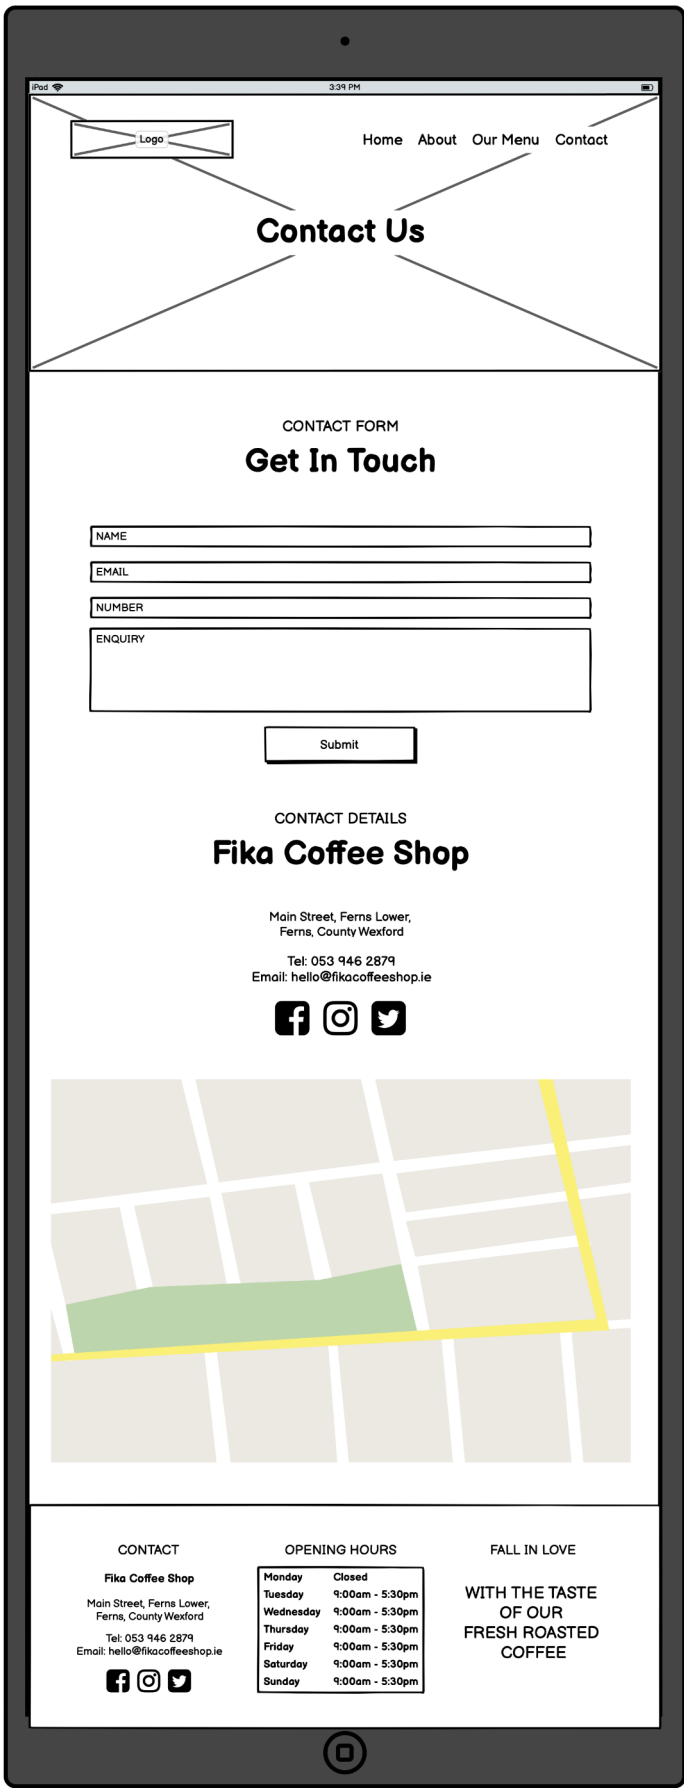 iPad 3:39 PM
Logo
Home About Our Menu Contact
Contact Us
CONTACT FORM
Get In Touch
NAME
EMAIL
NUMBER
ENQUIRY
Submit
CONTACT DETAILS
Fika Coffee Shop
Main Street, Ferns Lower,
Ferns, County Wexford
Tel: 053 946 2879
Email: hello@fikacoffeeshop.ie
CONTACT
Fika Coffee Shop
Main Street, Ferns Lower,
Ferns, County Wexford
Tel: 053 946 2879
Email: hello@fikacoffeeshop.ie
OPENING HOURS
Monday Closed
Tuesday 9:00am - 5:30pm
Wednesday 9:00am - 5:30pm
Thursday 9:00am - 5:30pm
Friday 9:00am - 5:30pm
Saturday 9:00am - 5:30pm
Sunday 9:00am - 5:30pm
FALL IN LOVE
WITH THE TASTE
OF OUR
FRESH ROASTED
COFFEE